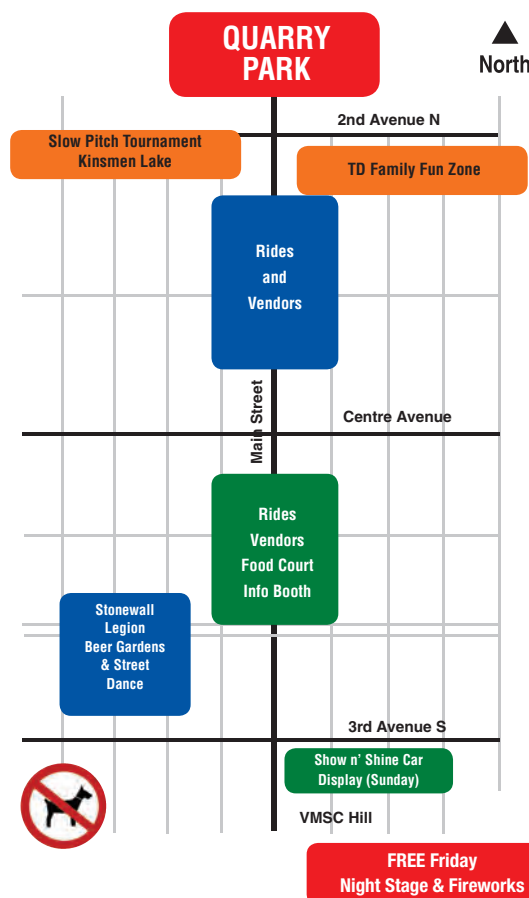 QUARRY
PARK
North
2nd Avenue N
Slow Pitch Tournament
Kinsmen Lake
TD Family Fun Zone
Rides
and
Vendors
Main Street
Centre Avenue
Rides
Vendors
Food Court
Info Booth
Stonewall
Legion
Beer Gardens
& Street
Dance
3rd Avenue S
Show n’ Shine Car
Display (Sunday)
VMSC Hill
FREE Friday
Night Stage & Fireworks